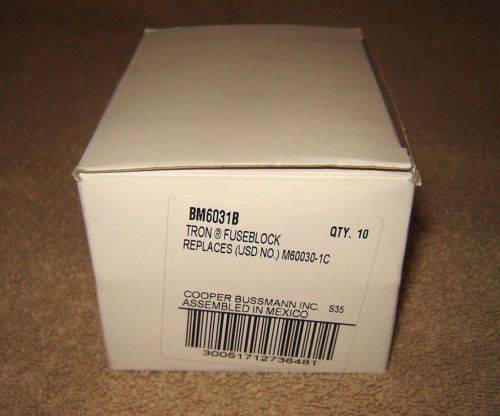 BM6031B
TRON ® FUSEBLOCK QTY. 10
REPLACES (USD NO.) M60030-1C
COOPER BUSSMANN INC. S35
ASSEMBLED IN MEXICO
30051712736481